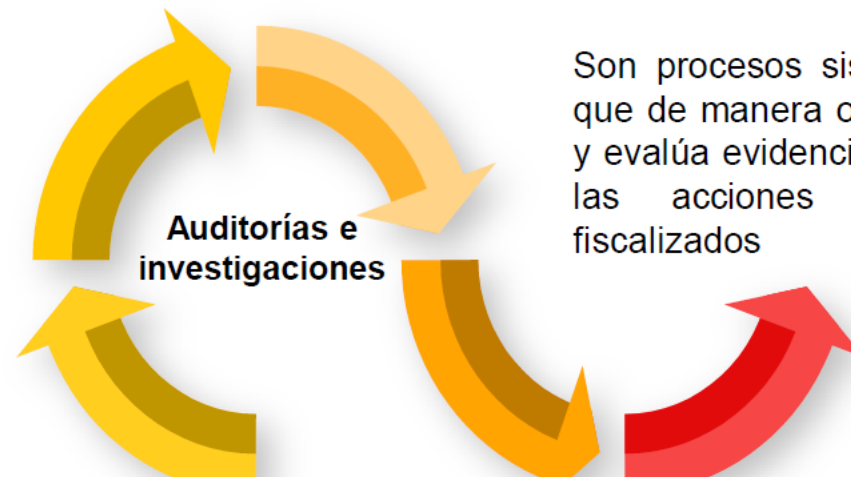 Auditorías e
investigaciones
Son procesos
que de manera
y evalúa
las acciones
fiscalizados